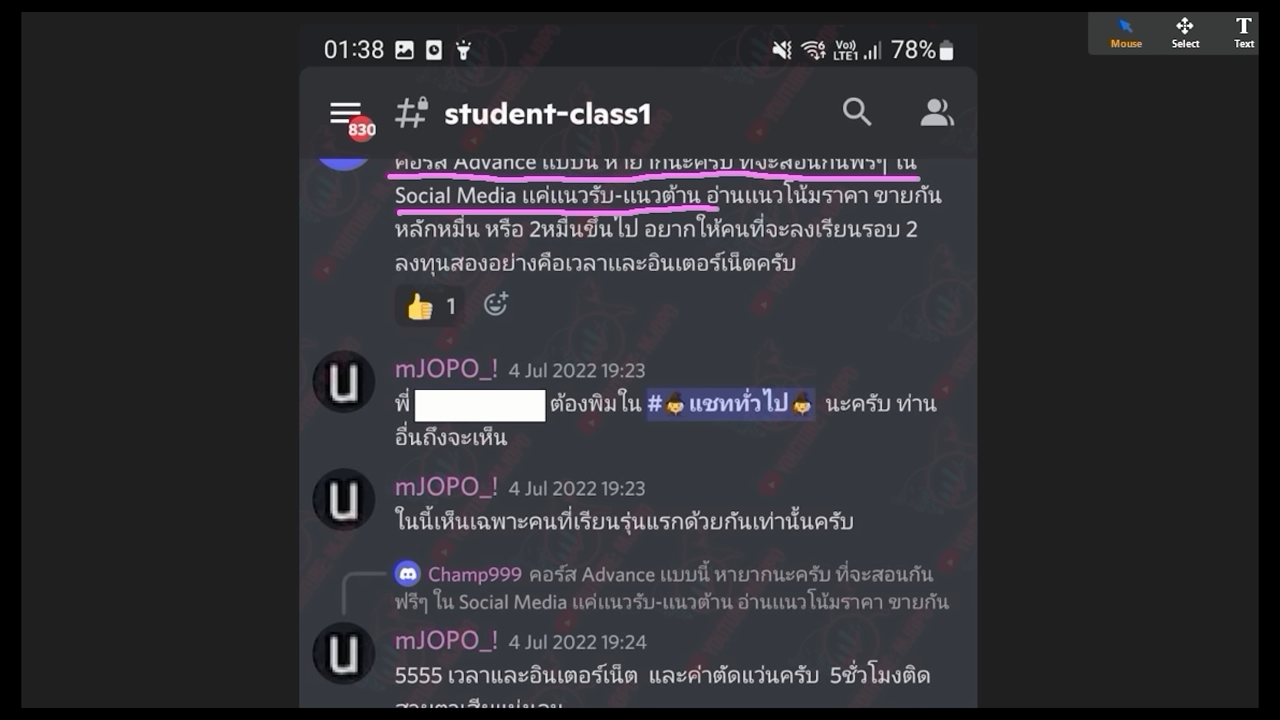 01:38 Vo) LTE1 78%
Mouse Select Text
830 # student-class1
คอร์ส Advance แบบนี้ หายากนะครับ ที่จะสอนกันฟรีๆ ใน
Social Media แค่แนวรับ-แนวต้าน อ่านแนวโน้มราคา ขายกัน
หลักหมื่น หรือ 2หมื่นขึ้นไป อยากให้คนที่จะลงเรียนรอบ 2
ลงทุนสองอย่างคือเวลาและอินเตอร์เน็ตครับ
👍 1
mJOPO_! 4 Jul 2022 19:23
พี่ ต้องพิมใน #🧙แชททั่วไป🧙 นะครับ ท่าน
อื่นถึงจะเห็น
mJOPO_! 4 Jul 2022 19:23
ในนี้เห็นเฉพาะคนที่เรียนรุ่นแรกด้วยกันเท่านั้นครับ
Champ999 คอร์ส Advance แบบนี้ หายากนะครับ ที่จะสอนกัน
ฟรีๆ ใน Social Media แค่แนวรับ-แนวต้าน อ่านแนวโน้มราคา ขายกัน
mJOPO_! 4 Jul 2022 19:24
5555 เวลาและอินเตอร์เน็ต และค่าตัดแว่นครับ 5ชั่วโมงติด